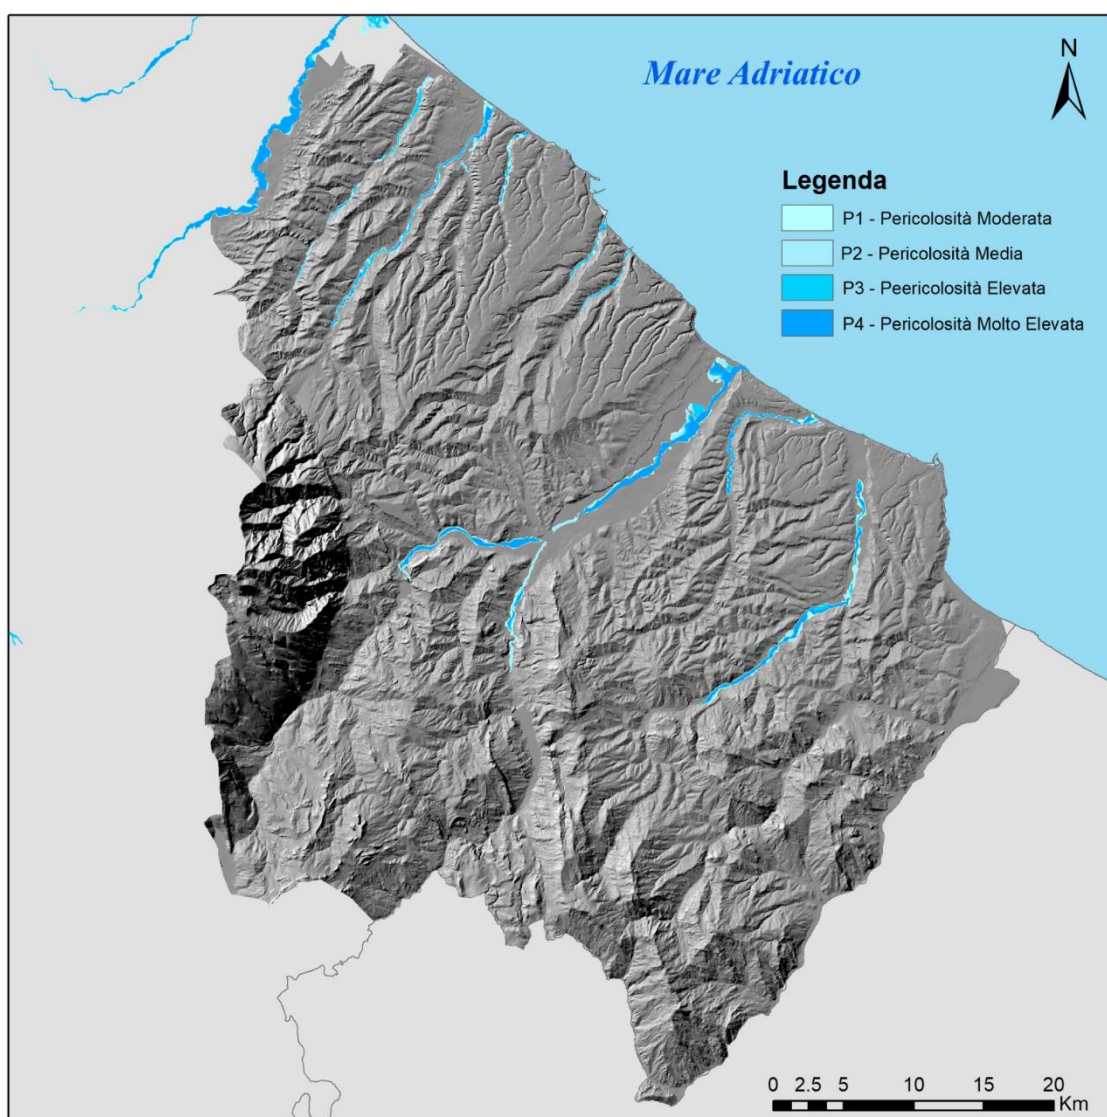 N
Mare Adriatico
Legenda
P1 - Pericolosità Moderata
P2 - Pericolosità Media
P3 - Peericolosità Elevata
P4 - Pericolosità Molto Elevata
0 2.5 5 10 15 20
Km